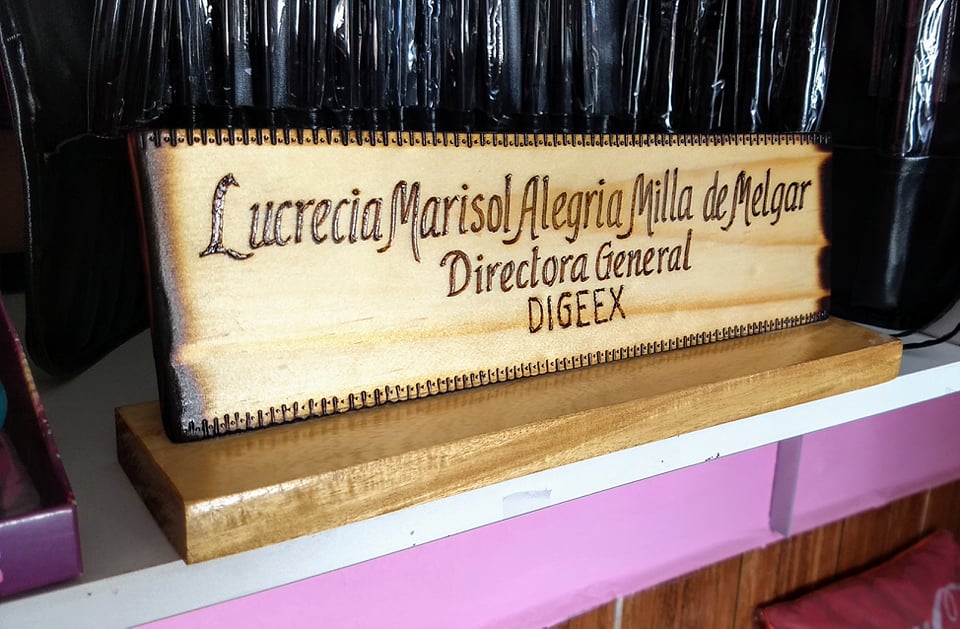 Lucrecia Marisol Alegria Milla de Melgar
Directora General
DIGEEX